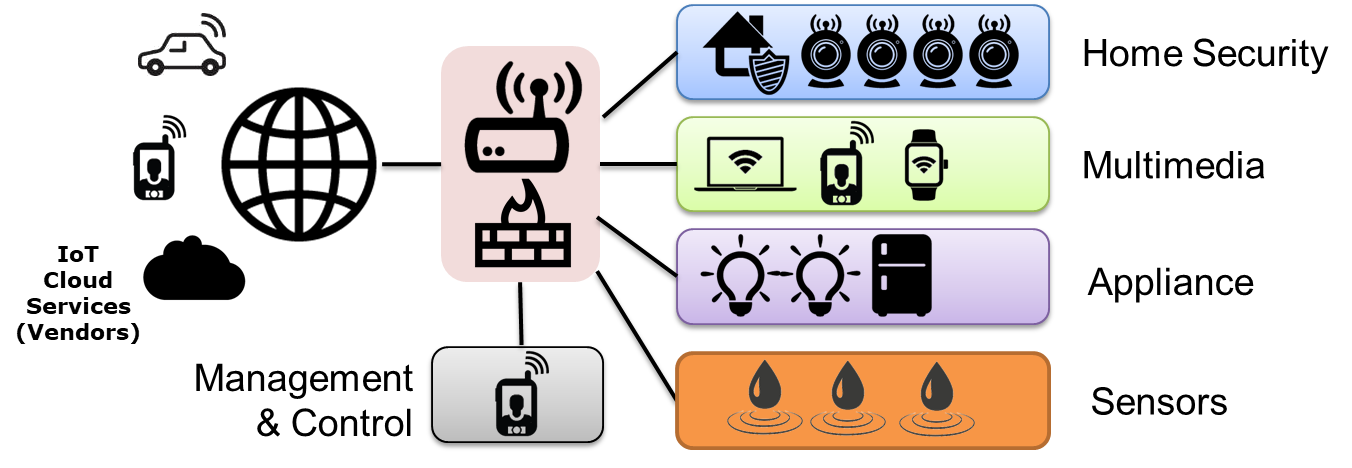 Home Security
Multimedia
IoT
Cloud
Services
(Vendors)
Appliance
Management
& Control
Sensors